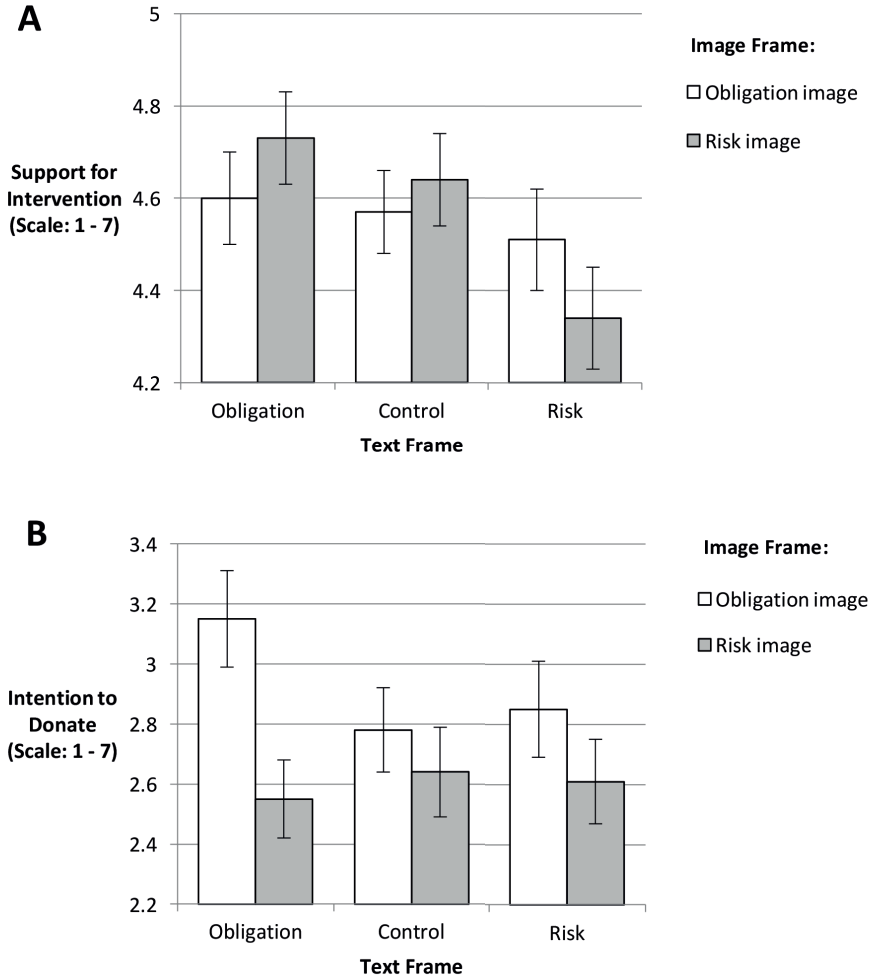 A
5
4.8
4.6
4.4
4.2
Support for
Intervention
(Scale: 1 - 7)
Obligation
Control
Risk
Text Frame
Image Frame:
Obligation image
Risk image
B
3.4
3.2
3
2.8
2.6
2.4
2.2
Intention to
Donate
(Scale: 1 - 7)
Obligation
Control
Risk
Text Frame
Image Frame:
Obligation image
Risk image